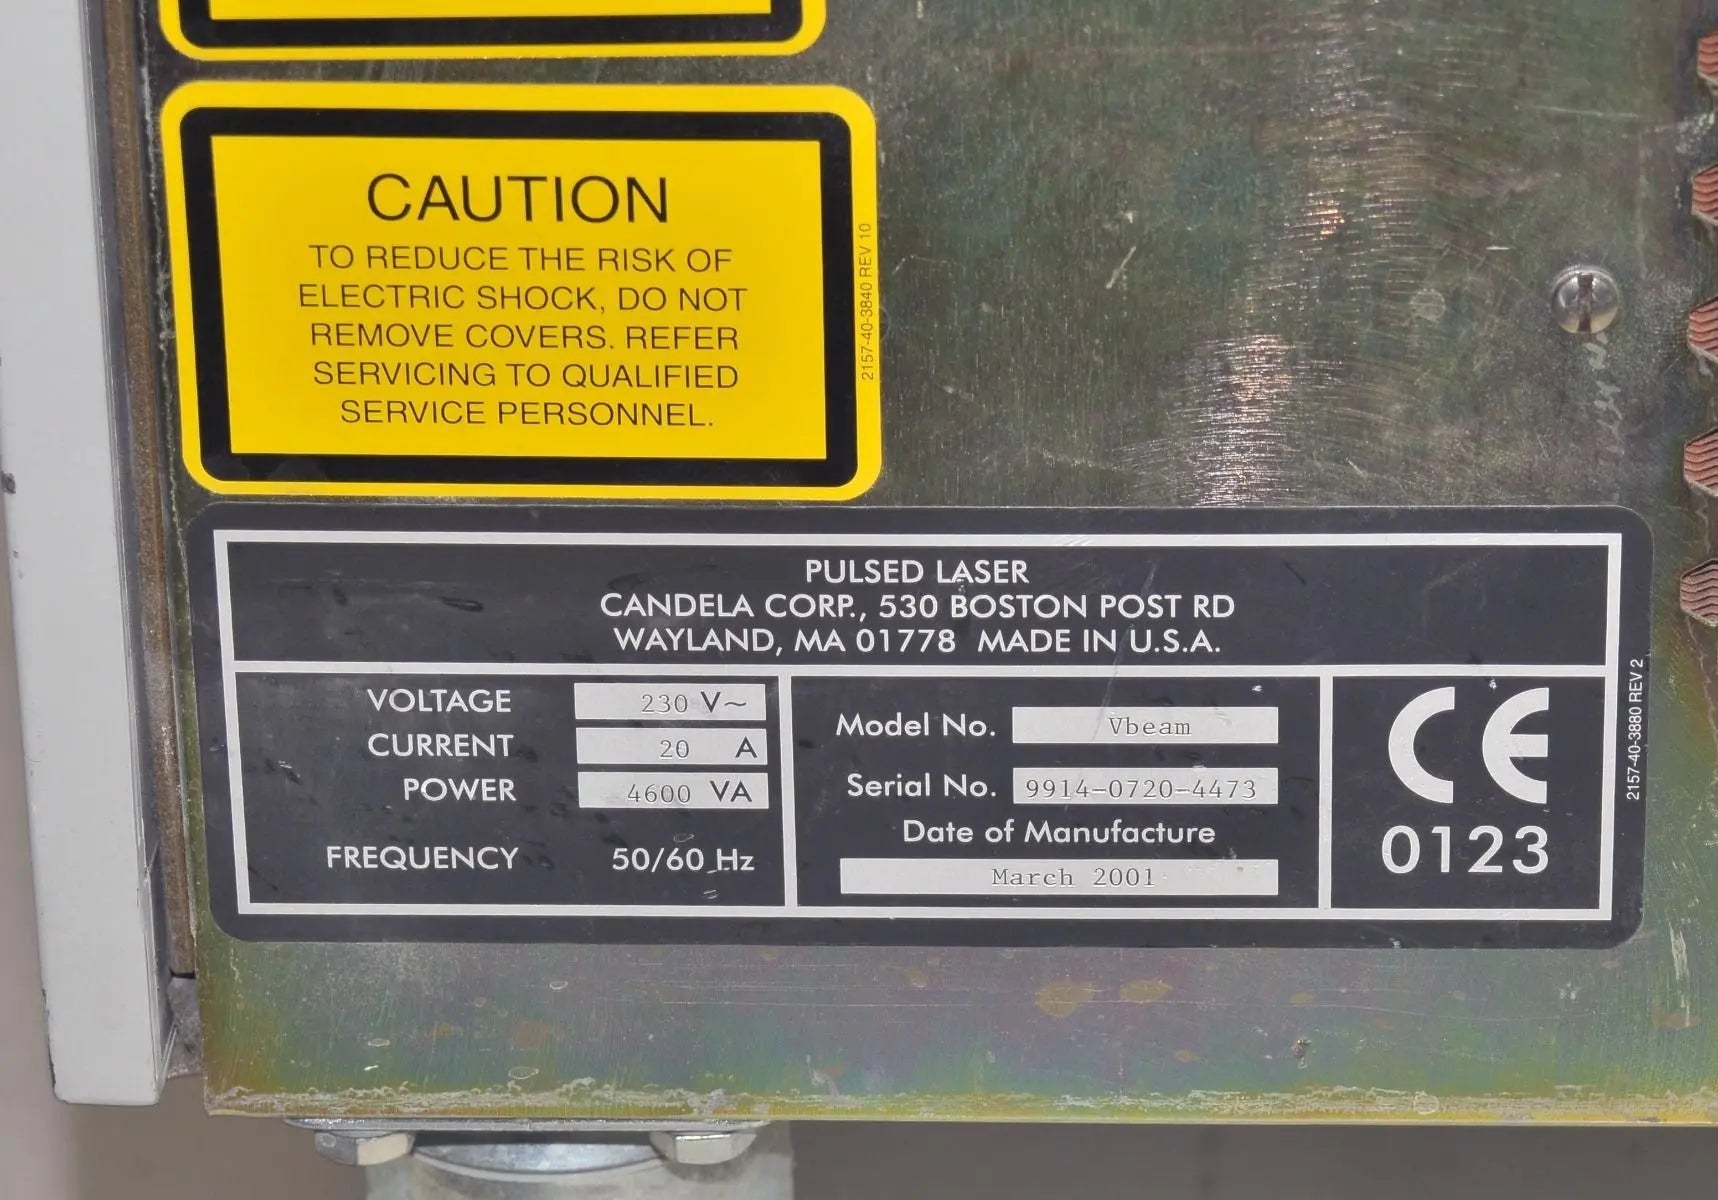 CAUTION
TO REDUCE THE RISK OF
ELECTRIC SHOCK, DO NOT
REMOVE COVERS. REFER
SERVICING TO QUALIFIED
SERVICE PERSONNEL.
2157-40-3840 REV 10
PULSED LASER
CANDELA CORP., 530 BOSTON POST RD
WAYLAND, MA 01778 MADE IN U.S.A.
VOLTAGE 230 V~
CURRENT 20 A
POWER 4600 VA
FREQUENCY 50/60 Hz
Model No. Vbeam
Serial No. 9914-0720-4473
Date of Manufacture
March 2001
CE
0123
2157-40-3880 REV 2